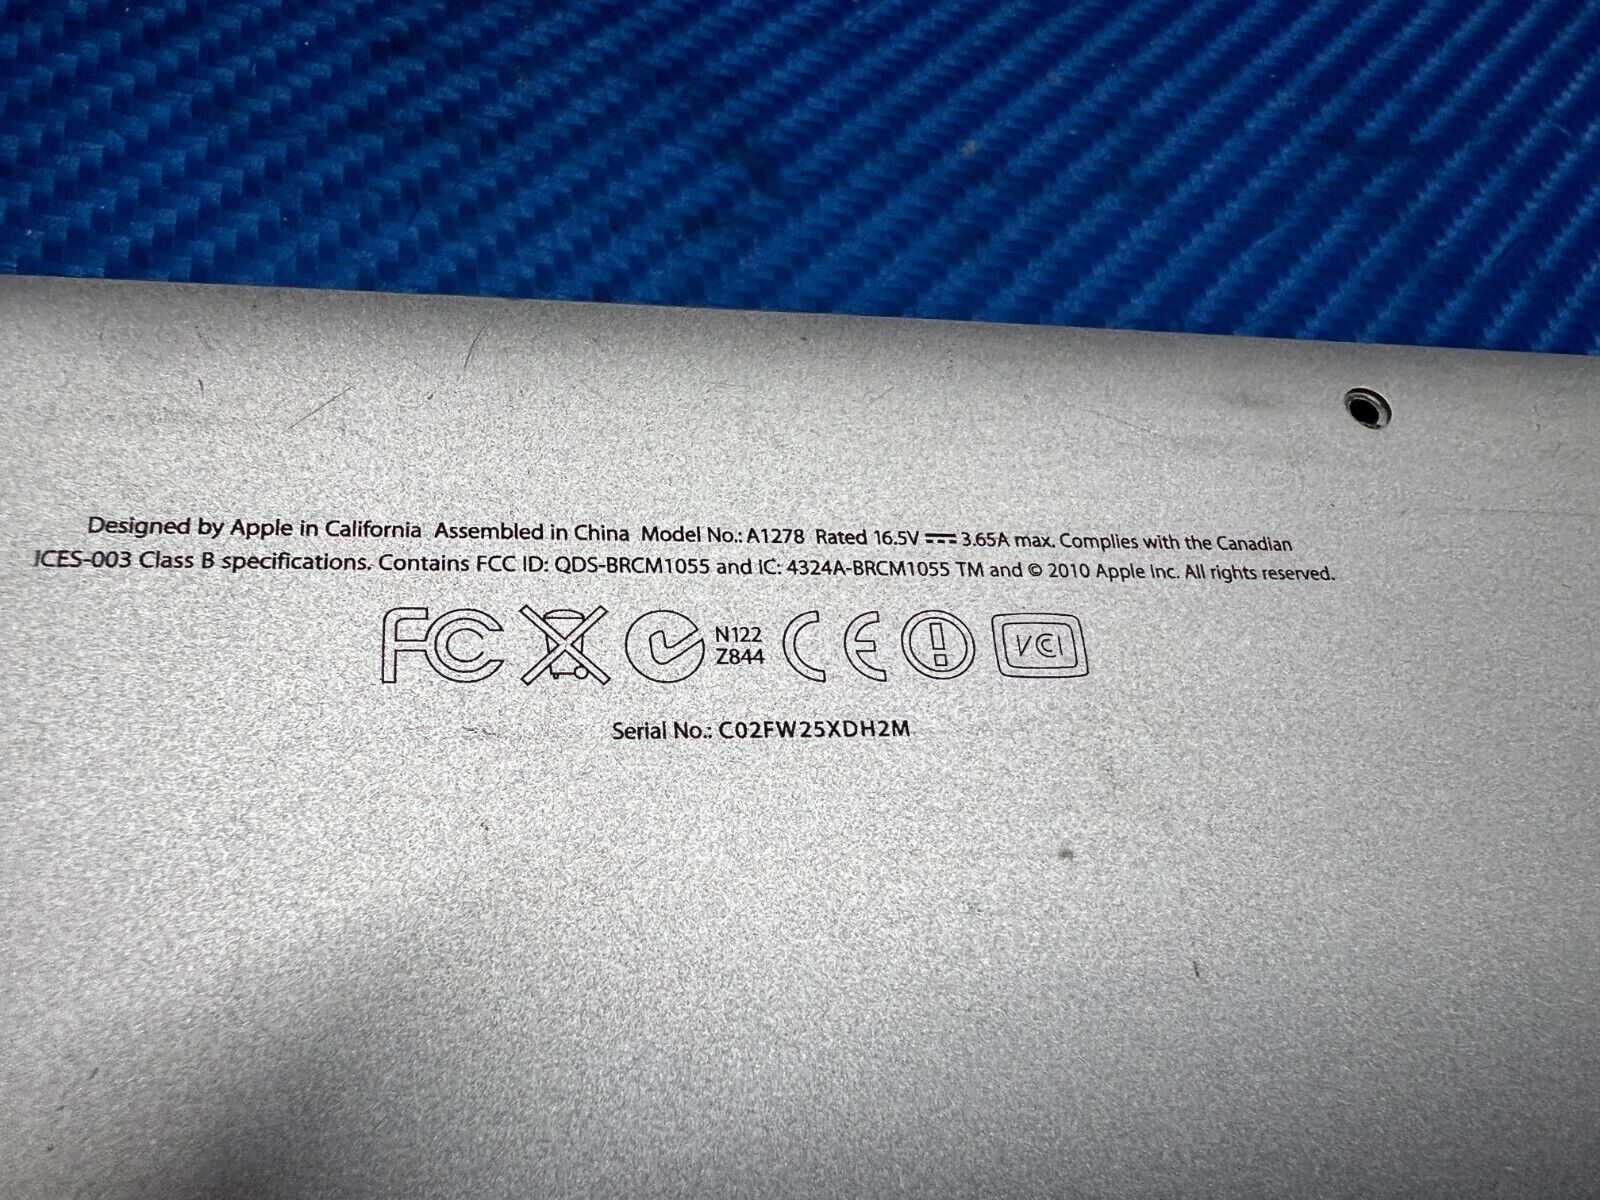 Designed by Apple in California Assembled in China Model No.: A1278 Rated 16.5V ⎓ 3.65A max. Complies with the Canadian
ICES-003 Class B specifications. Contains FCC ID: QDS-BRCM1055 and IC: 4324A-BRCM1055 TM and © 2010 Apple Inc. All rights reserved.
FC N122 CE ! VCI
Z844
Serial No.: C02FW25XDH2M